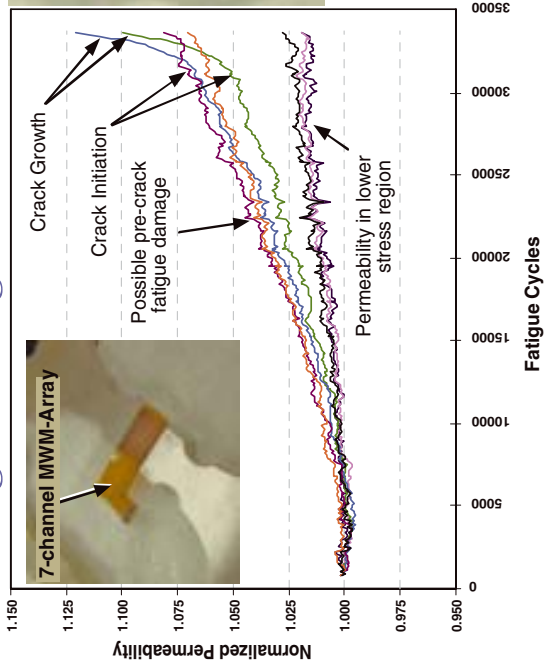 7-channel MWM-Array
Crack Growth
Crack Initiation
Possible pre-crack
fatigue damage
Permeability in lower
stress region
Normalized Permeability
1.150
1.125
1.100
1.075
1.050
1.025
1.000
0.975
0.950
0
5000
10000
15000
20000
25000
30000
35000
Fatigue Cycles